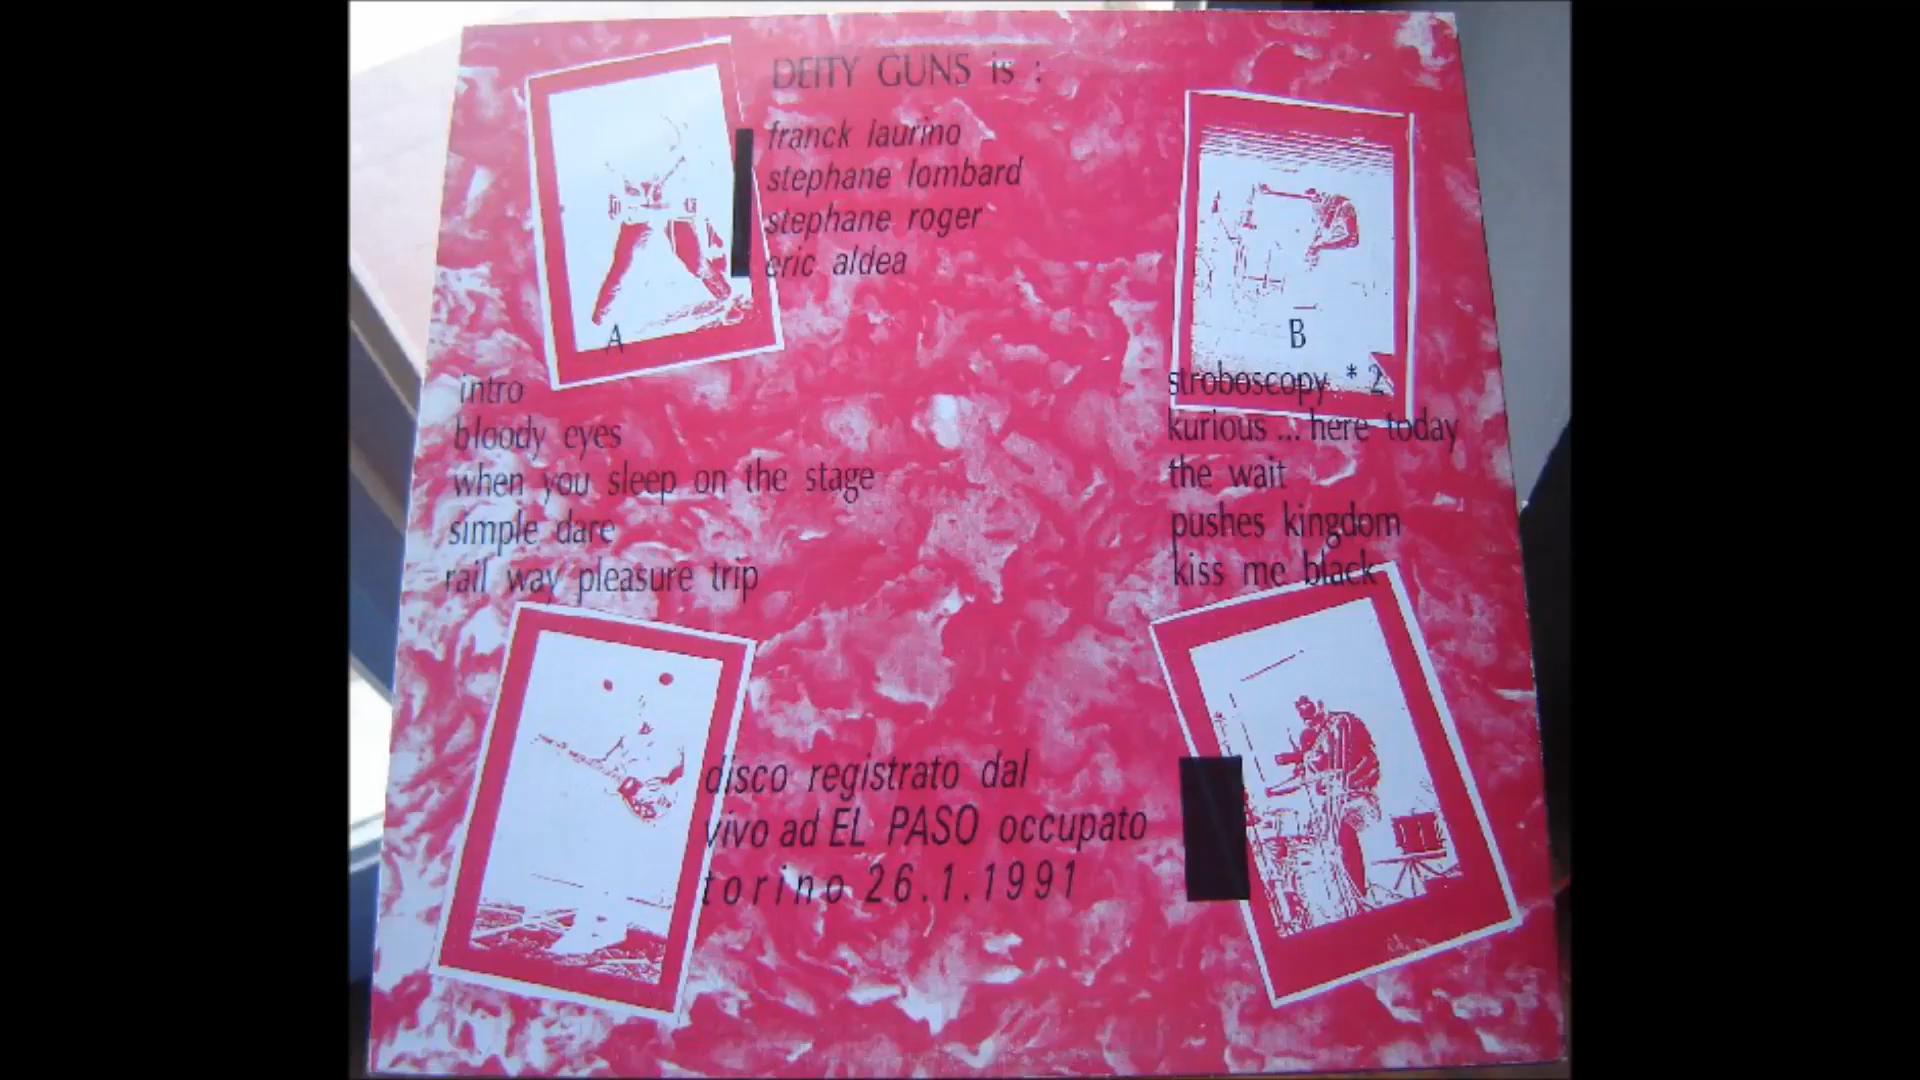 DEITY GUNS is :
franck laurino
stephane lombard
stephane roger
eric aldea
A
intro
bloody eyes
when you sleep on the stage
simple dare
rail way pleasure trip
B
stroboscopy * 2
kurious ... here today
the wait
pushes kingdom
kiss me black
disco registrato dal
vivo ad EL PASO occupato
torino 26.1.1991